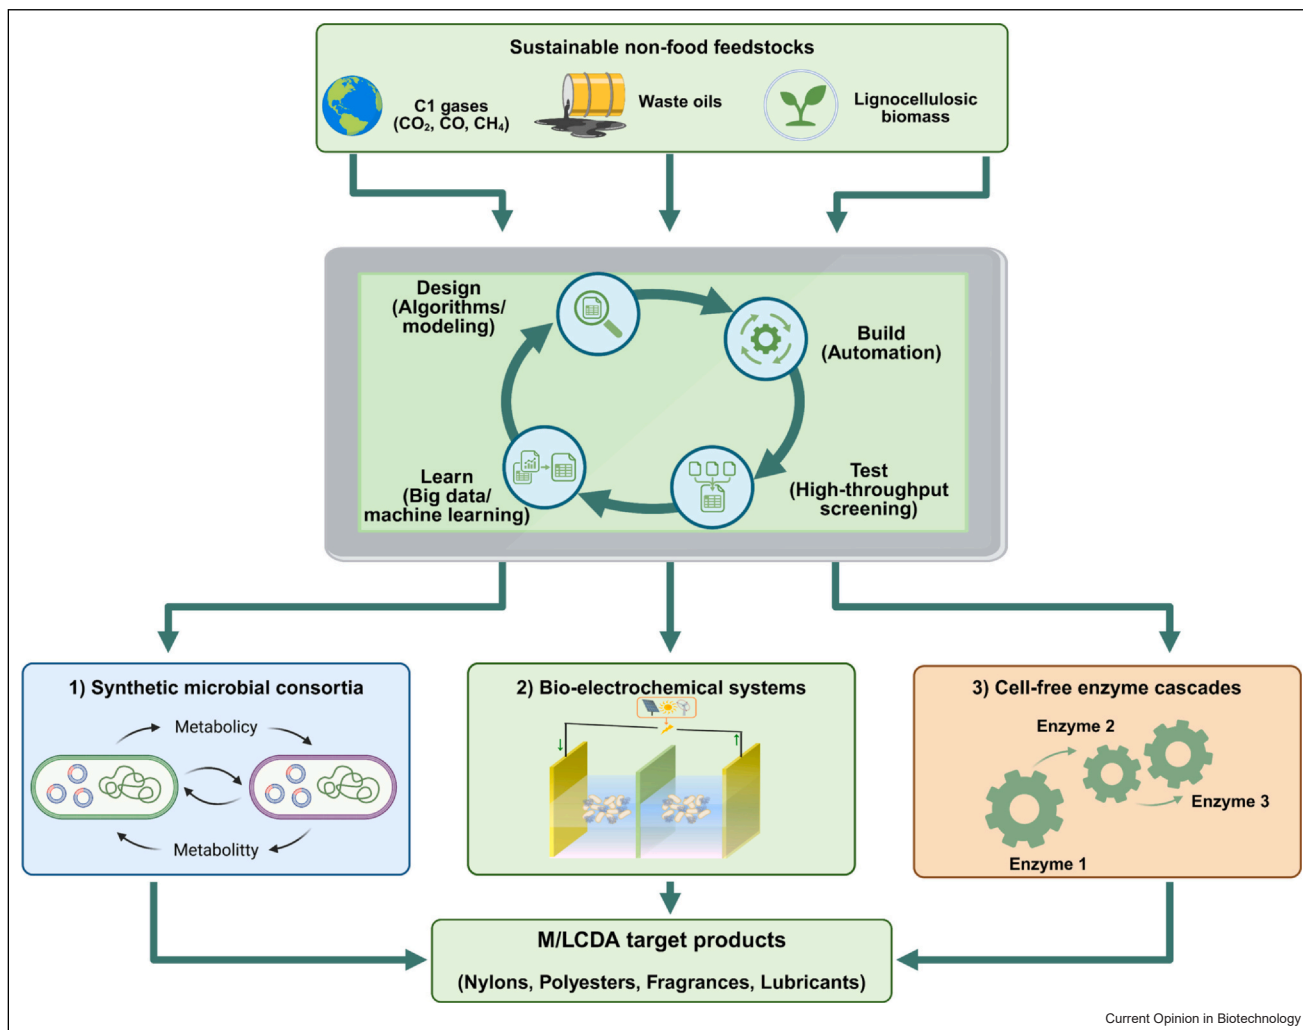 Sustainable non-food feedstocks
C1 gases
(CO₂, CO, CH₄)
Waste oils
Lignocellulosic
biomass
Design
(Algorithms/
modeling)
Build
(Automation)
Learn
(Big data/
machine learning)
Test
(High-throughput
screening)
1) Synthetic microbial consortia
Metabolicy
Metabolitty
2) Bio-electrochemical systems
3) Cell-free enzyme cascades
Enzyme 2
Enzyme 3
Enzyme 1
M/LCDA target products
(Nylons, Polyesters, Fragrances, Lubricants)
Current Opinion in Biotechnology